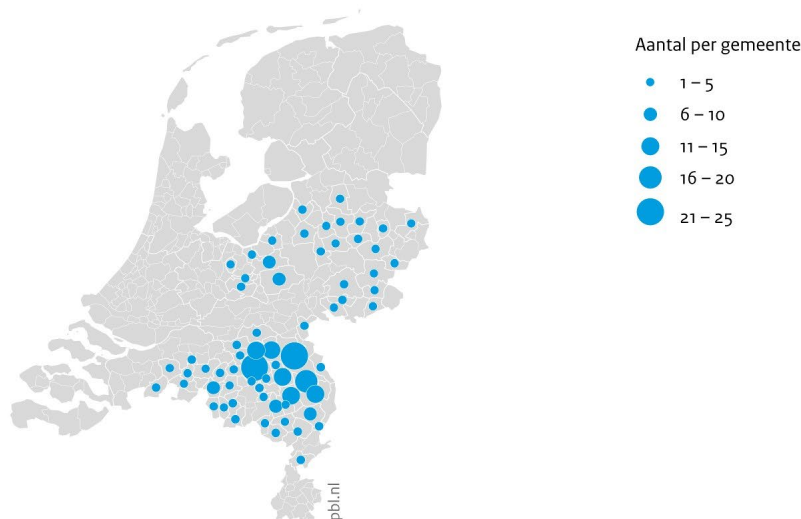 Aantal per gemeente
1 – 5
6 – 10
11 – 15
16 – 20
21 – 25
pbl.nl